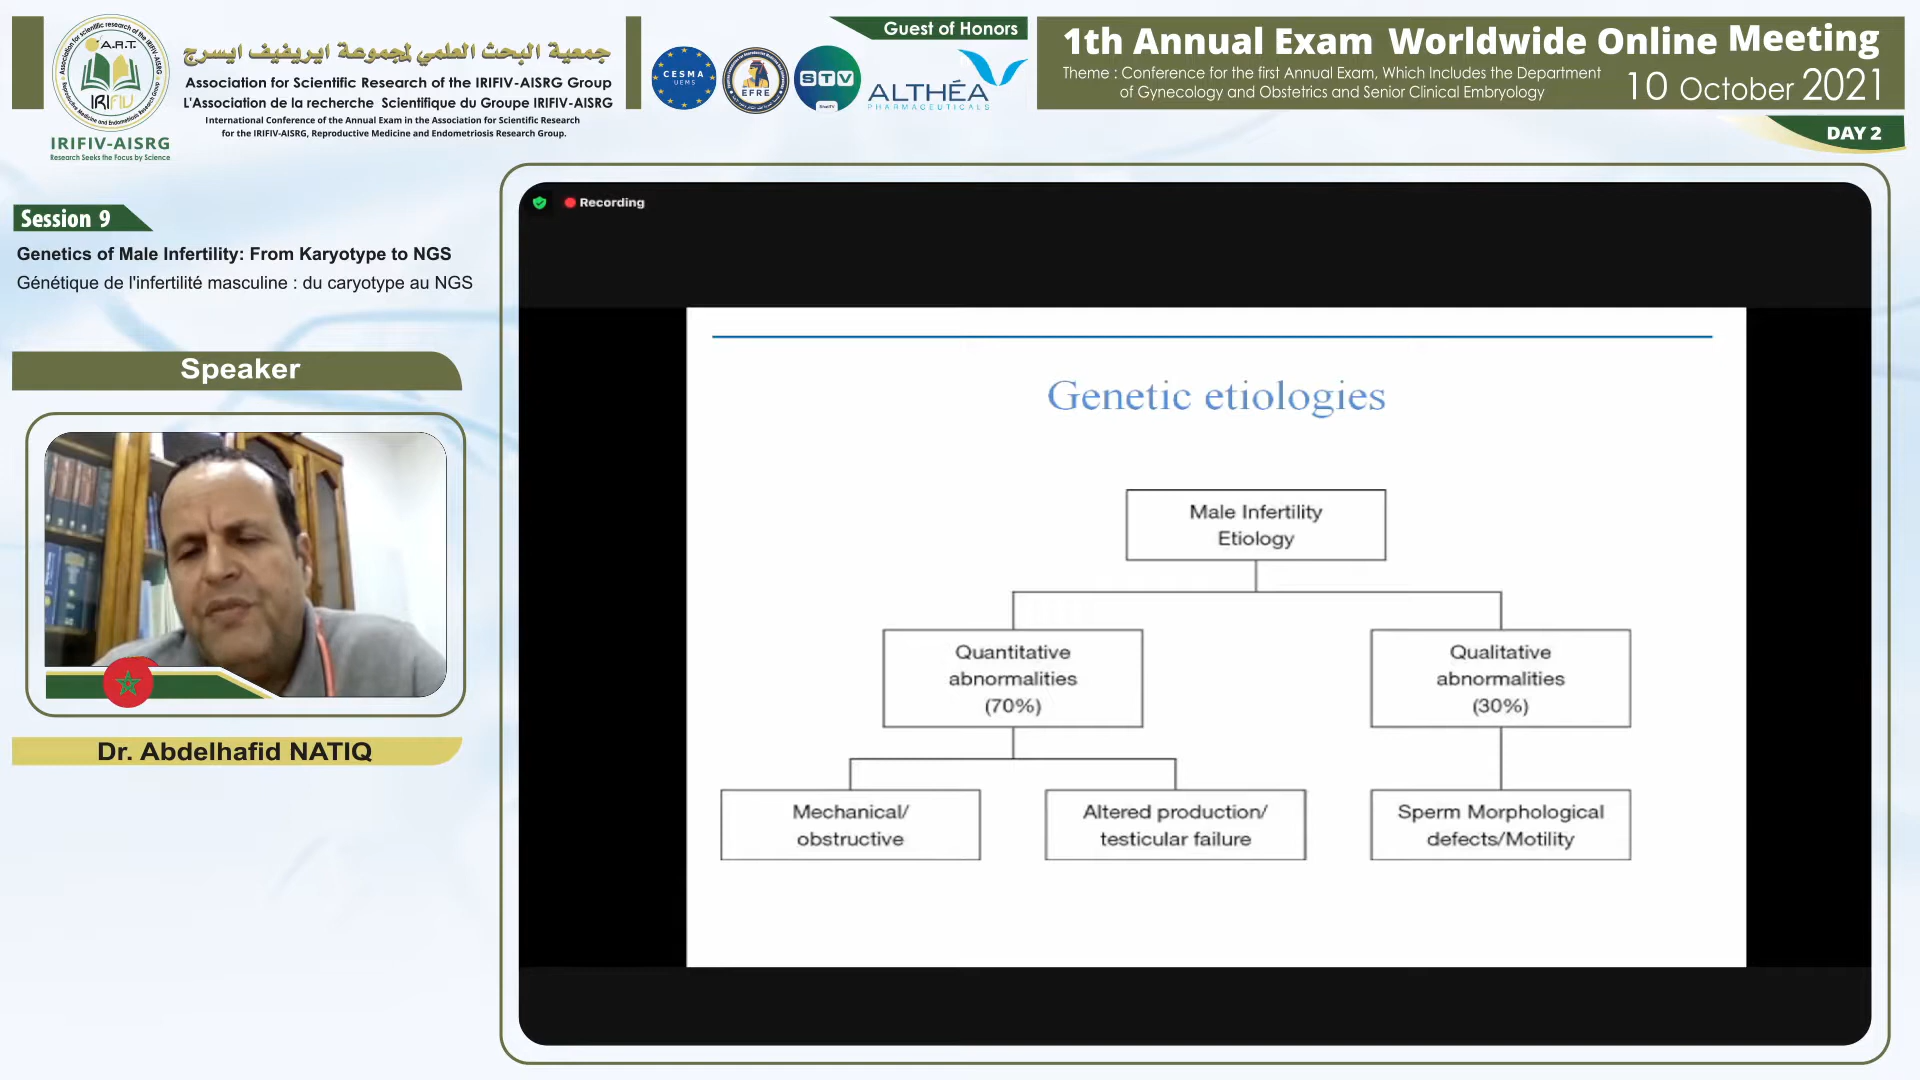 A.R.T.
IRIFIV
IRIFIV-AISRG
Research Seeks the Focus by Science
جمعية البحث العلمي لمجموعة ايريفيف ايسرج
Association for Scientific Research of the IRIFIV-AISRG Group
L'Association de la recherche Scientifique du Groupe IRIFIV-AISRG
International Conference of the Annual Exam in the Association for Scientific Research
for the IRIFIV-AISRG, Reproductive Medicine and Endometriosis Research Group.
Guest of Honors
CESMA
UEMS
EFRE
STV
ALTHÉA
PHARMACEUTICALS
1th Annual Exam Worldwide Online Meeting
Theme : Conference for the first Annual Exam, Which Includes the Department
of Gynecology and Obstetrics and Senior Clinical Embryology
10 October 2021
DAY 2
Session 9
Genetics of Male Infertility: From Karyotype to NGS
Génétique de l'infertilité masculine : du caryotype au NGS
Speaker
Dr. Abdelhafid NATIQ
Recording
Genetic etiologies
Male Infertility
Etiology
Quantitative
abnormalities
(70%)
Qualitative
abnormalities
(30%)
Mechanical/
obstructive
Altered production/
testicular failure
Sperm Morphological
defects/Motility